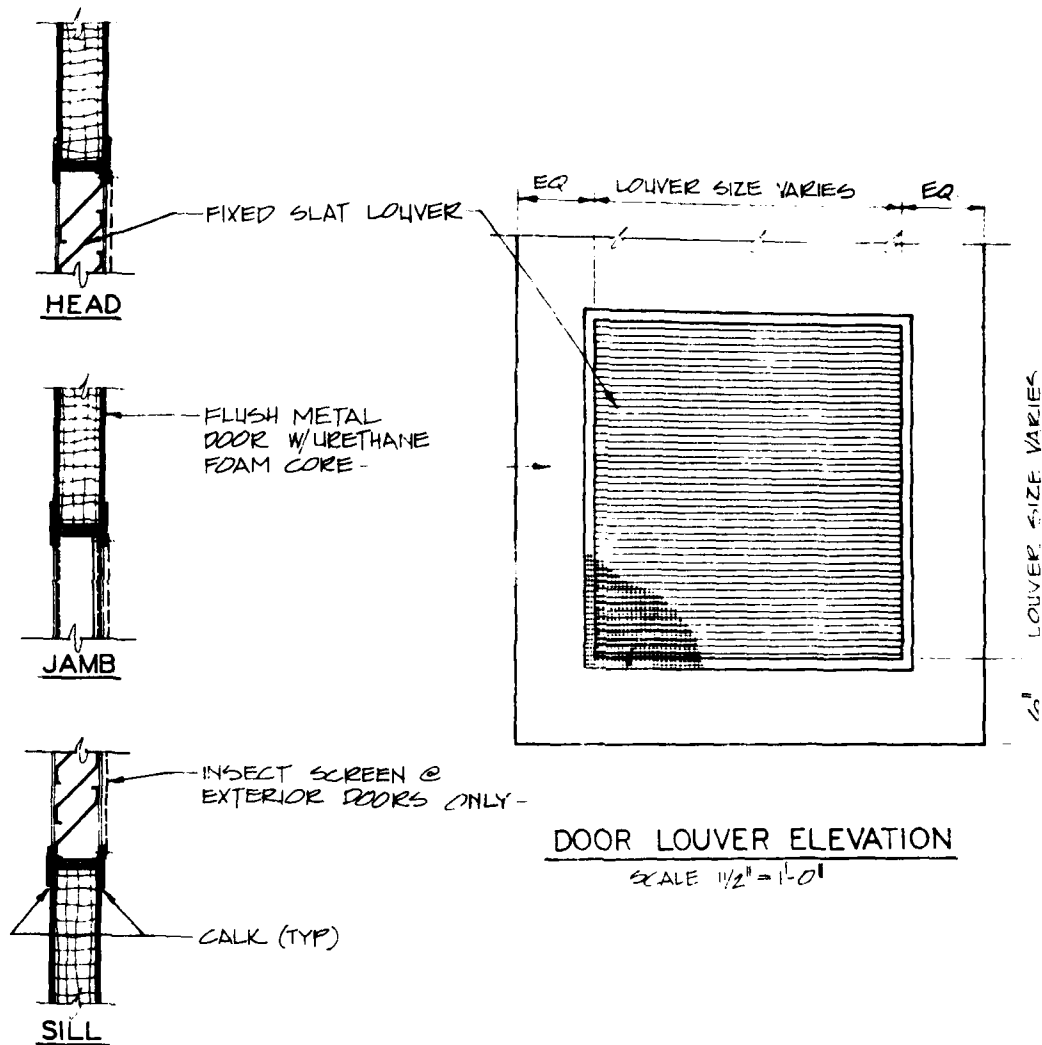 EQ
LOUVER SIZE VARIES
EQ
FIXED SLAT LOUVER
HEAD
FLUSH METAL
DOOR W/URETHANE
FOAM CORE
LOUVER SIZE VARIES
JAMB
6"
INSECT SCREEN @
EXTERIOR DOORS ONLY
DOOR LOUVER ELEVATION
SCALE 1 1/2" = 1'-0"
CALK (TYP)
SILL